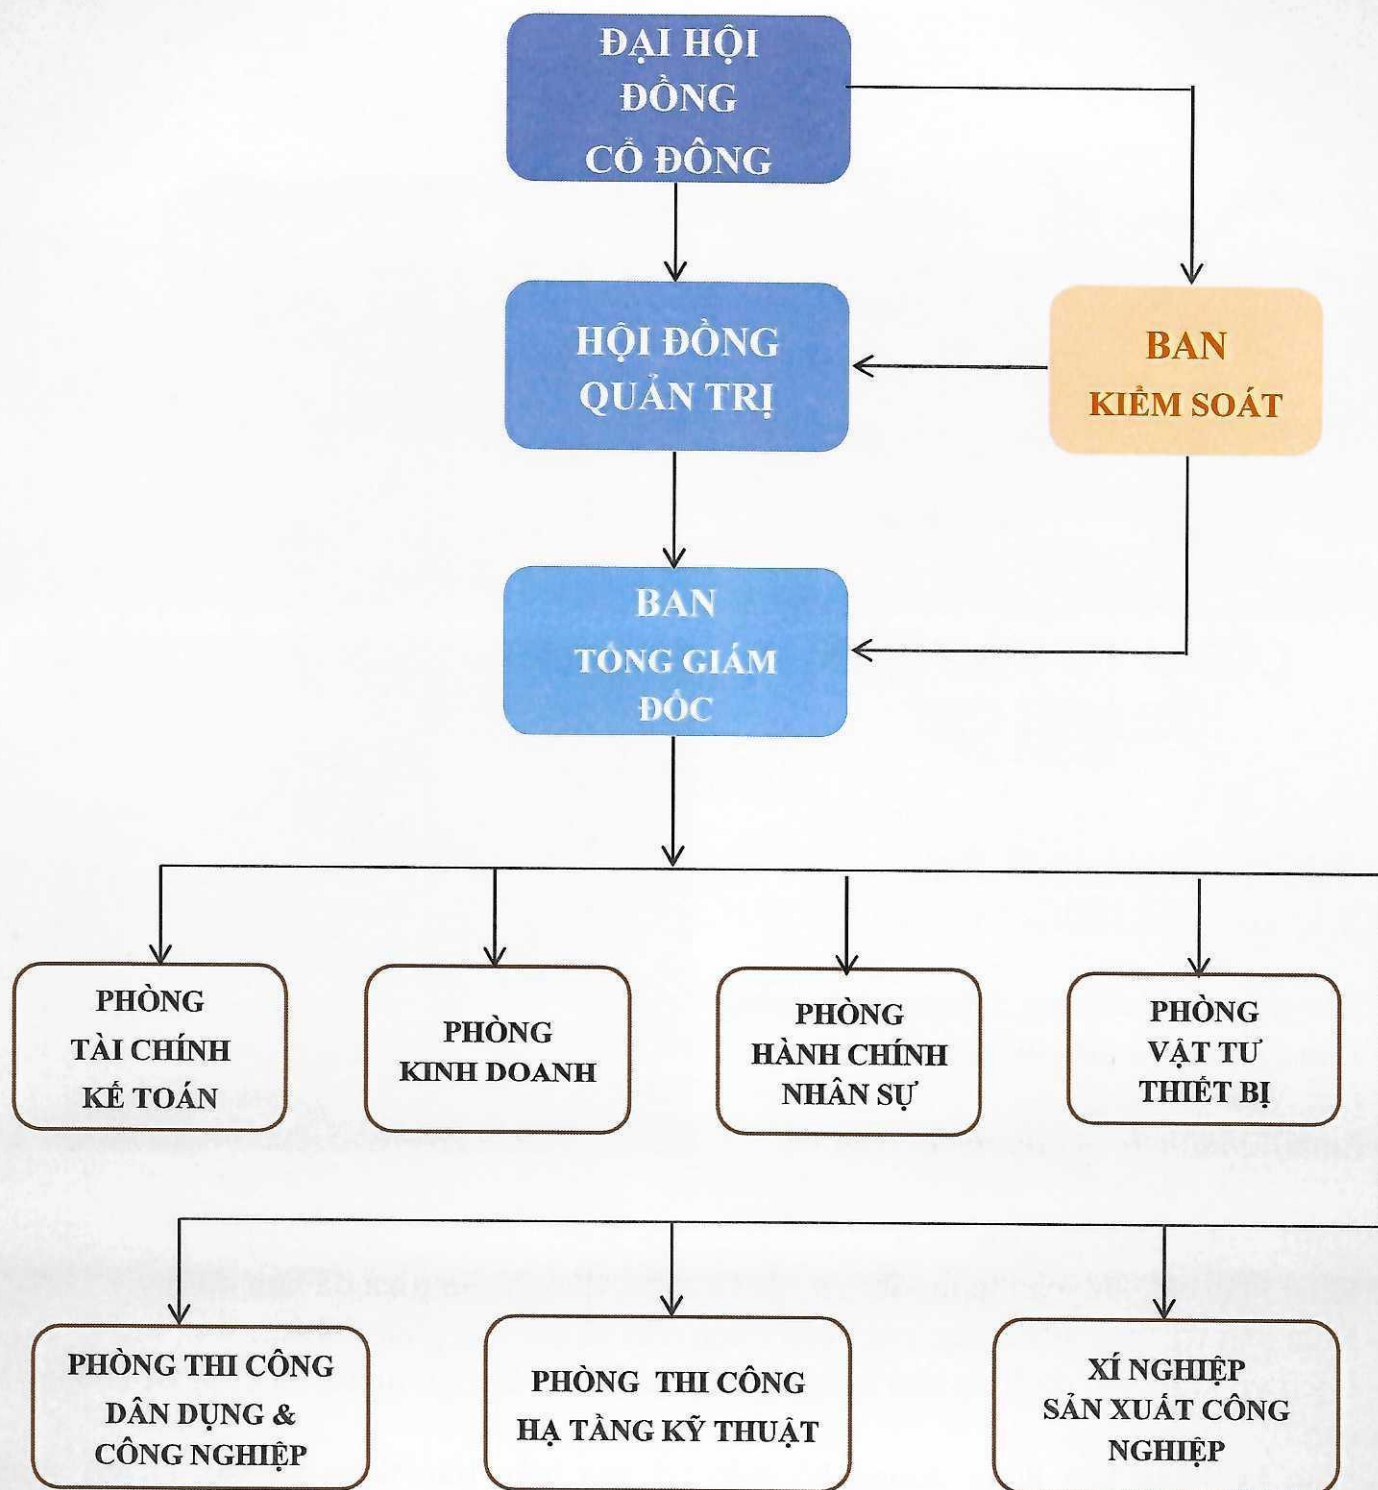 ĐẠI HỘI
ĐỒNG
CỔ ĐÔNG
HỘI ĐỒNG
QUẢN TRỊ
BAN
KIỂM SOÁT
BAN
TỔNG GIÁM
ĐỐC
PHÒNG
TÀI CHÍNH
KẾ TOÁN
PHÒNG
KINH DOANH
PHÒNG
HÀNH CHÍNH
NHÂN SỰ
PHÒNG
VẬT TƯ
THIẾT BỊ
PHÒNG THI CÔNG
DÂN DỤNG &
CÔNG NGHIỆP
PHÒNG THI CÔNG
HẠ TẦNG KỸ THUẬT
XÍ NGHIỆP
SẢN XUẤT CÔNG
NGHIỆP